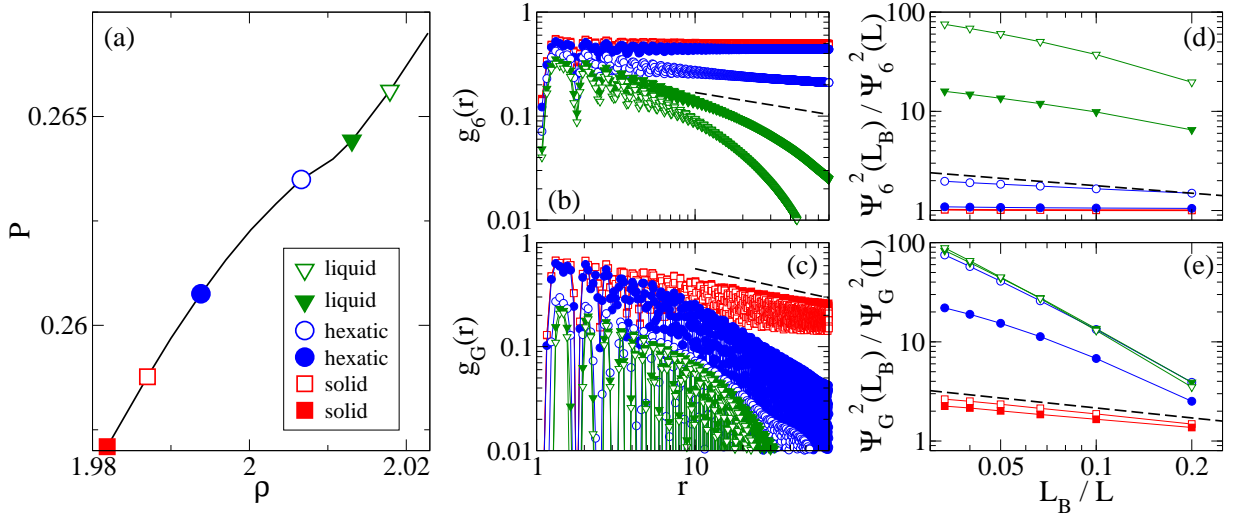 (a)
P
0.265
0.26
1.98
2
2.02
ρ
liquid
liquid
hexatic
hexatic
solid
solid
(b)
g6(r)
1
0.1
0.01
(c)
gG(r)
1
0.1
0.01
1
10
r
(d)
Ψ6²(LB) / Ψ6²(L)
100
10
1
(e)
ΨG²(LB) / ΨG²(L)
100
10
1
0.05
0.1
0.2
LB / L